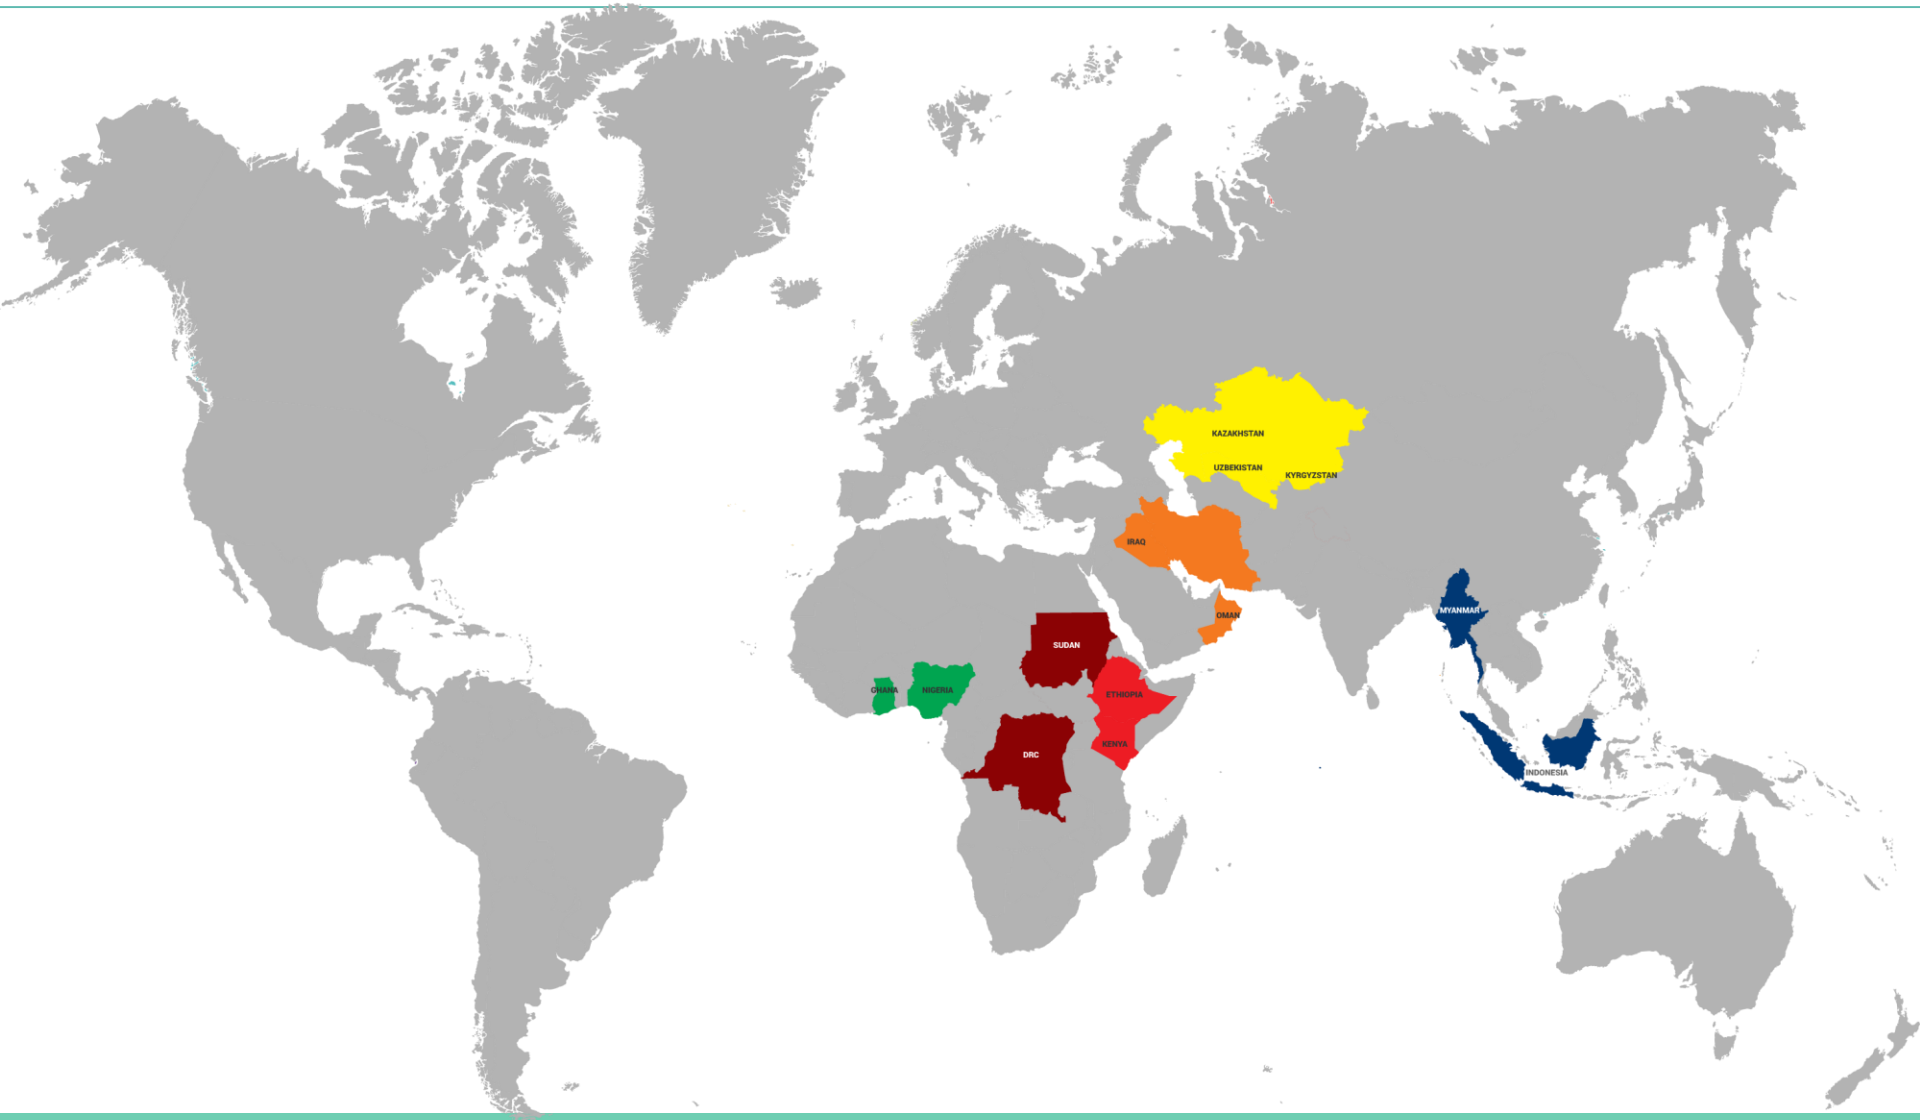 KAZAKHSTAN
UZBEKISTAN
KYRGYZSTAN
IRAQ
MYANMAR
OMAN
SUDAN
GHANA
NIGERIA
ETHIOPIA
KENYA
DRC
INDONESIA